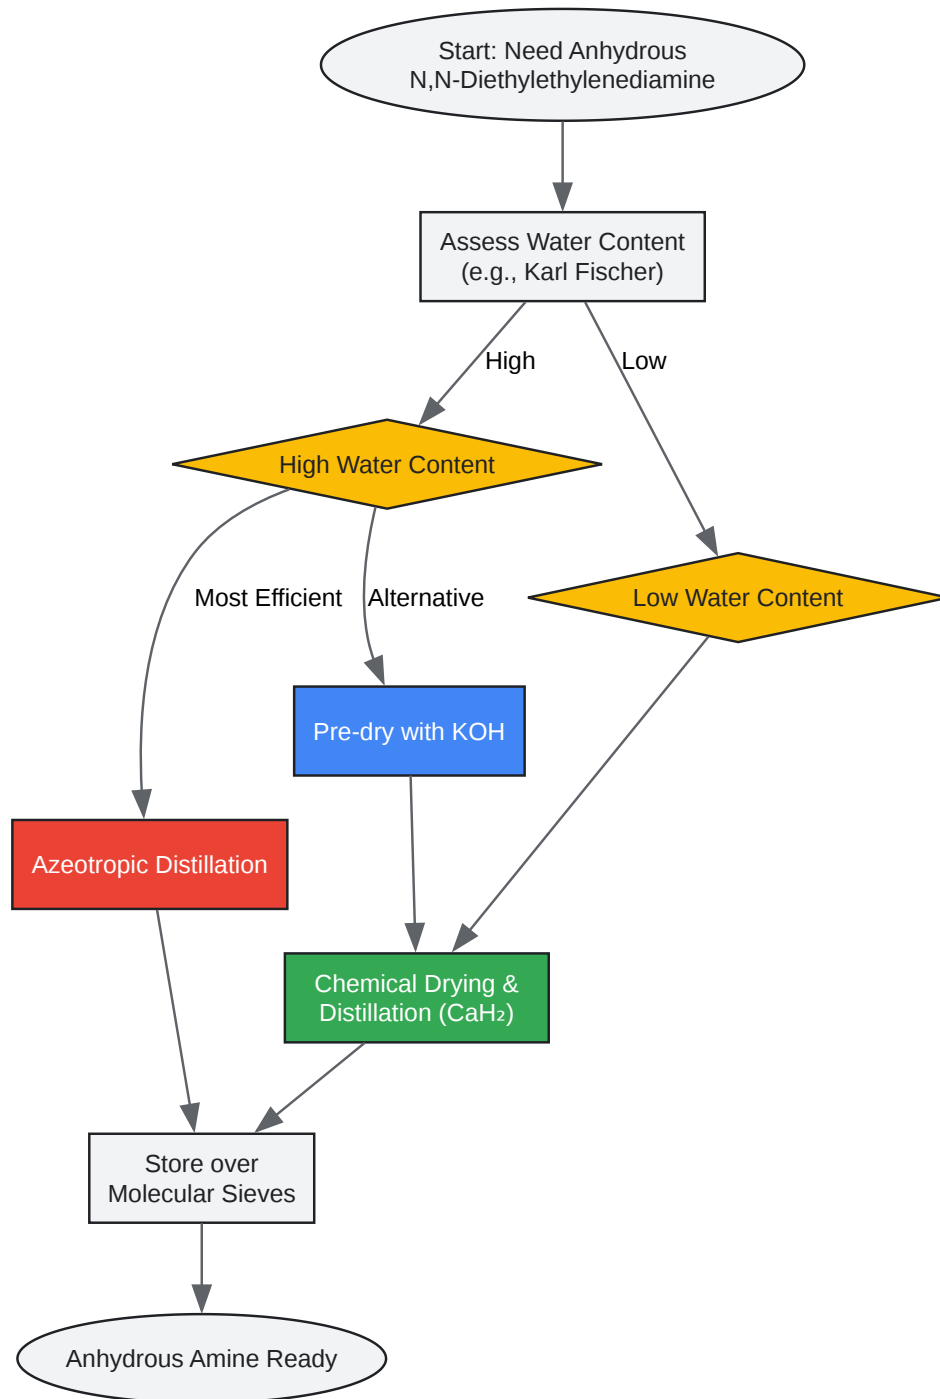 Start: Need Anhydrous
N,N-Diethylethylenediamine
Assess Water Content
(e.g., Karl Fischer)
High
Low
High Water Content
Most Efficient
Alternative
Low Water Content
Pre-dry with KOH
Azeotropic Distillation
Chemical Drying &
Distillation (CaH₂)
Store over
Molecular Sieves
Anhydrous Amine Ready